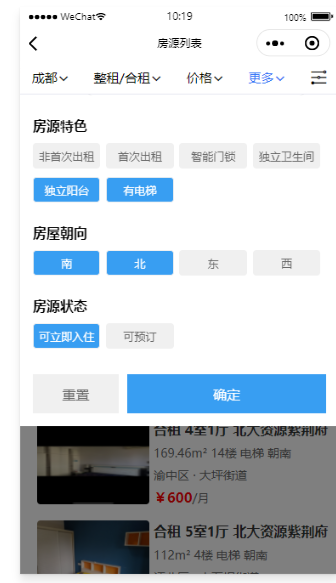 WeChat 10:19 100%
房源列表
成都 整租/合租 价格 更多
房源特色
非首次出租 首次出租 智能门锁 独立卫生间
独立阳台 有电梯
房屋朝向
南 北 东 西
房源状态
可立即入住 可预订
重置 确定
合租 4室1厅 北大资源紫荆府
169.46m² 14楼 电梯 朝南
渝中区 · 大坪街道
¥600/月
合租 5室1厅 北大资源紫荆府
112m² 4楼 电梯 朝南